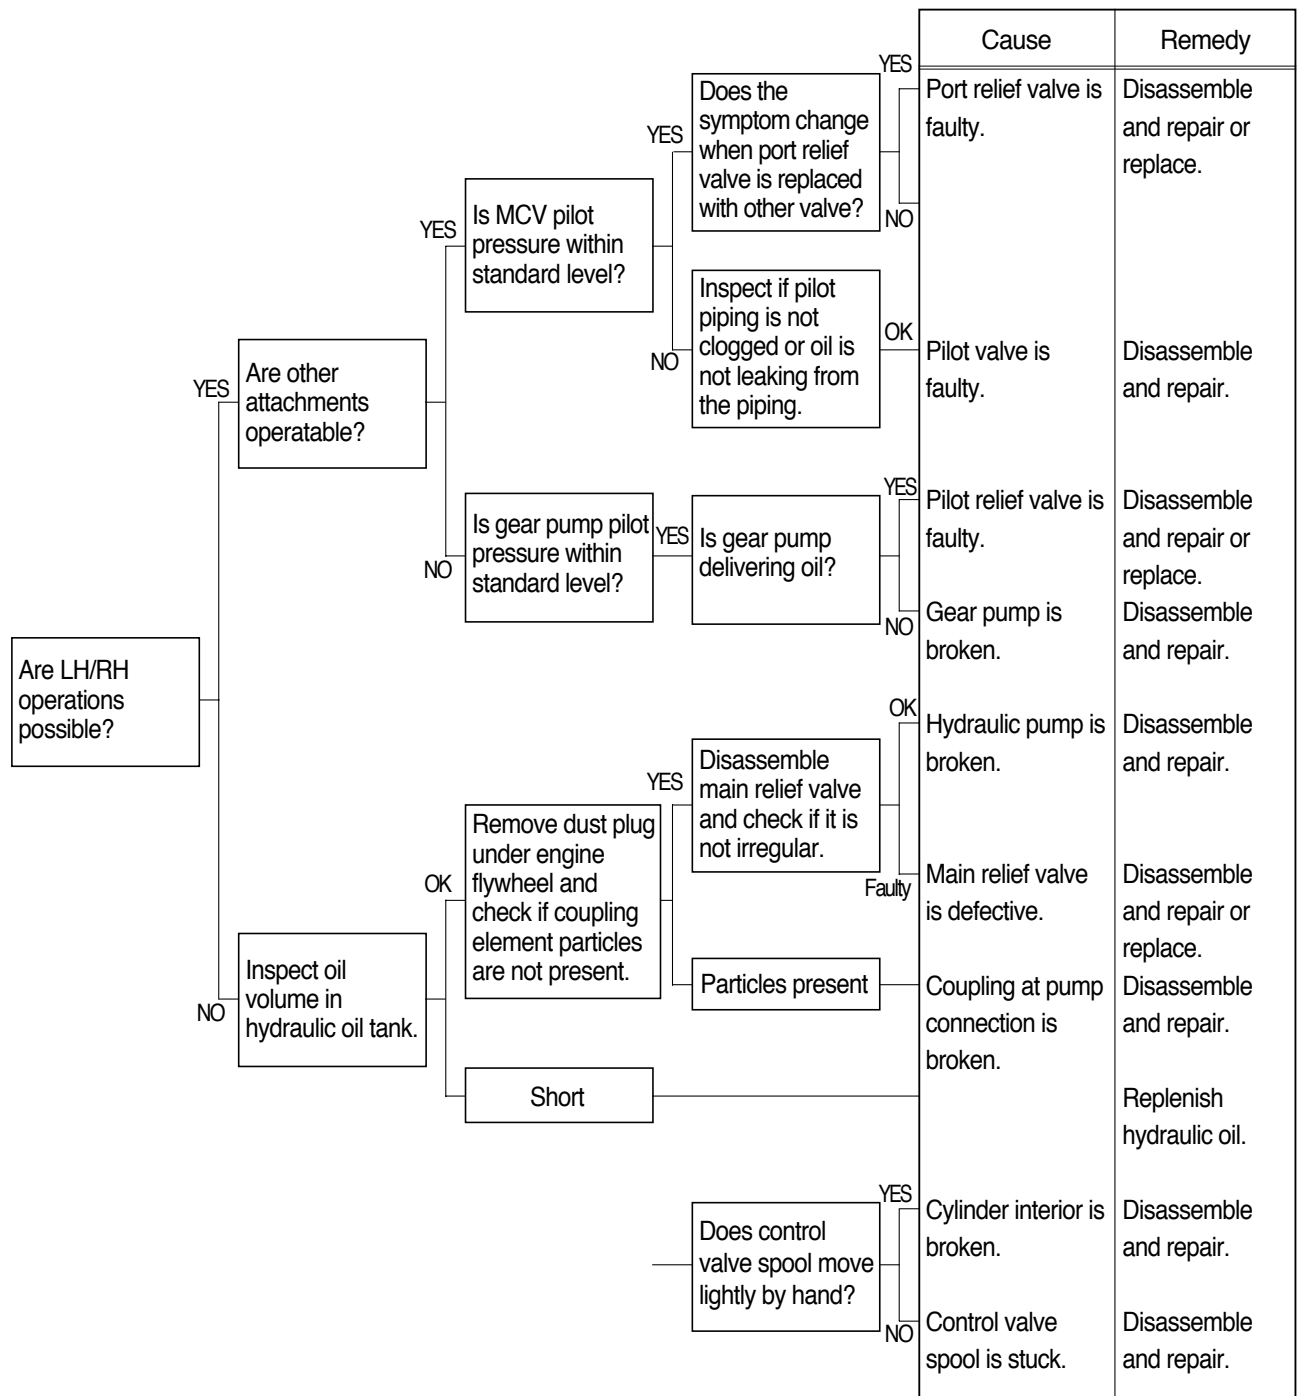 Cause
Remedy
YES
Does the
symptom change
when port relief
valve is replaced
with other valve?
YES
NO
Port relief valve is
faulty.
Disassemble
and repair or
replace.
YES
Is MCV pilot
pressure within
standard level?
Inspect if pilot
piping is not
clogged or oil is
not leaking from
the piping.
NO
OK
Pilot valve is
faulty.
Disassemble
and repair.
YES
Are other
attachments
operatable?
NO
Is gear pump pilot
pressure within
standard level?
YES
Is gear pump
delivering oil?
YES
Pilot relief valve is
faulty.
Disassemble
and repair or
replace.
NO
Gear pump is
broken.
Disassemble
and repair.
Are LH/RH
operations
possible?
OK
Hydraulic pump is
broken.
Disassemble
and repair.
YES
Disassemble
main relief valve
and check if it is
not irregular.
Faulty
Main relief valve
is defective.
Disassemble
and repair or
replace.
OK
Remove dust plug
under engine
flywheel and
check if coupling
element particles
are not present.
Particles present
Coupling at pump
connection is
broken.
Disassemble
and repair.
NO
Inspect oil
volume in
hydraulic oil tank.
Short
Replenish
hydraulic oil.
Does control
valve spool move
lightly by hand?
YES
Cylinder interior is
broken.
Disassemble
and repair.
NO
Control valve
spool is stuck.
Disassemble
and repair.